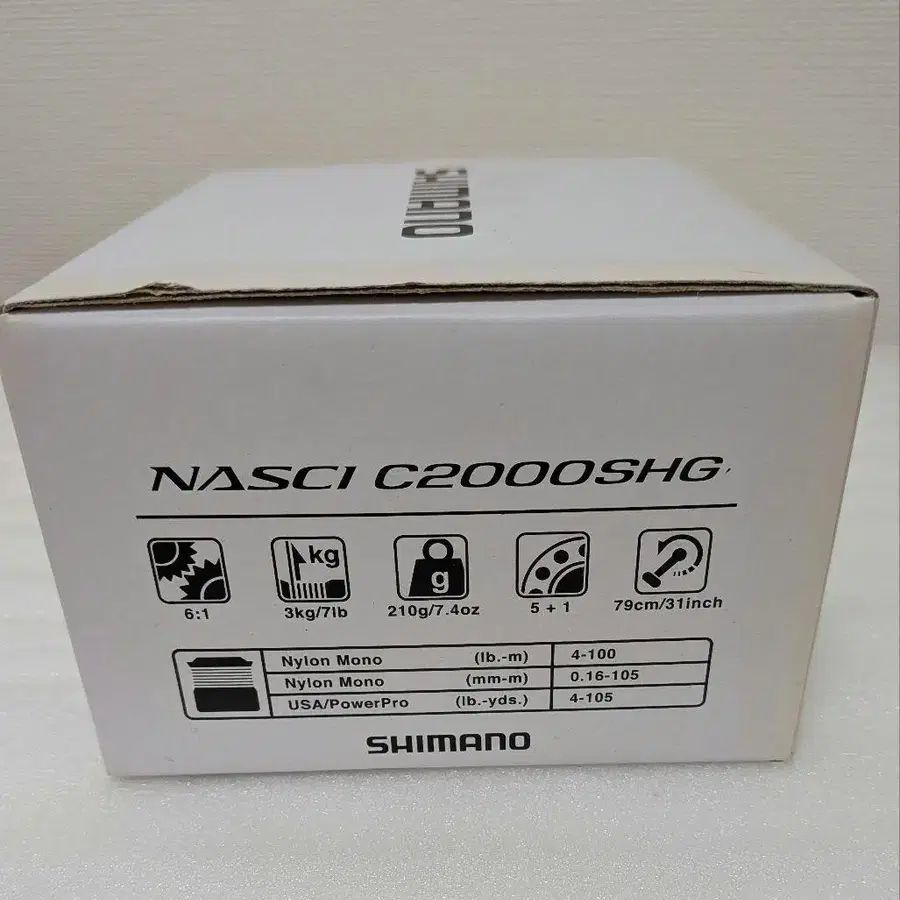 SHIMANO
NASCI C2000SHG
kg
g
6:1
3kg/7lb
210g/7.4oz
5 + 1
79cm/31inch
Nylon Mono (lb.-m) 4-100
Nylon Mono (mm-m) 0.16-105
USA/PowerPro (lb.-yds.) 4-105
SHIMANO